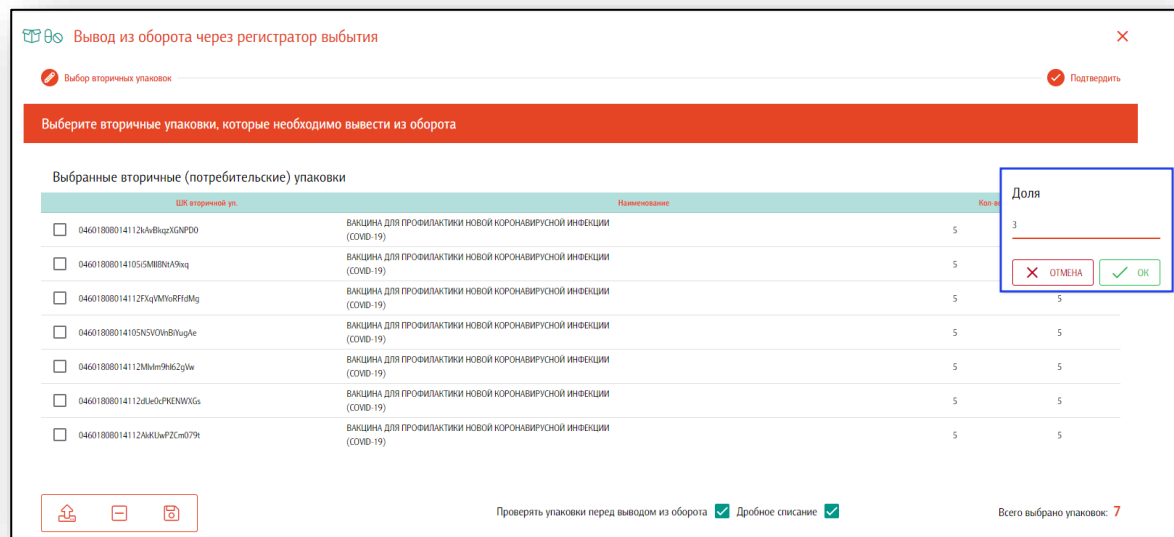 Вывод из оборота через регистратор выбытия
Выбор вторичных упаковок
Подтвердить
Выберите вторичные упаковки, которые необходимо вывести из оборота
Выбранные вторичные (потребительские) упаковки
ШК вторичной уп. Наименование
Доля
3
ОТМЕНА ОК
04601808014112kAvBkqzXGNPD0 ВАКЦИНА ДЛЯ ПРОФИЛАКТИКИ НОВОЙ КОРОНАВИРУСНОЙ ИНФЕКЦИИ 5
(COVID-19)
ВАКЦИНА ДЛЯ ПРОФИЛАКТИКИ НОВОЙ КОРОНАВИРУСНОЙ ИНФЕКЦИИ 5
(COVID-19)
04601808014112FXqVMYoRFfdMg ВАКЦИНА ДЛЯ ПРОФИЛАКТИКИ НОВОЙ КОРОНАВИРУСНОЙ ИНФЕКЦИИ 5 5
(COVID-19)
04601808014105N5VOVnBiYugAe ВАКЦИНА ДЛЯ ПРОФИЛАКТИКИ НОВОЙ КОРОНАВИРУСНОЙ ИНФЕКЦИИ 5 5
(COVID-19)
ВАКЦИНА ДЛЯ ПРОФИЛАКТИКИ НОВОЙ КОРОНАВИРУСНОЙ ИНФЕКЦИИ 5 5
(COVID-19)
04601808014112dUe0cPKENWXGs ВАКЦИНА ДЛЯ ПРОФИЛАКТИКИ НОВОЙ КОРОНАВИРУСНОЙ ИНФЕКЦИИ 5 5
(COVID-19)
04601808014112AkKUwPZCm079t ВАКЦИНА ДЛЯ ПРОФИЛАКТИКИ НОВОЙ КОРОНАВИРУСНОЙ ИНФЕКЦИИ 5 5
(COVID-19)
Проверять упаковки перед выводом из оборота Дробное списание Всего выбрано упаковок: 7